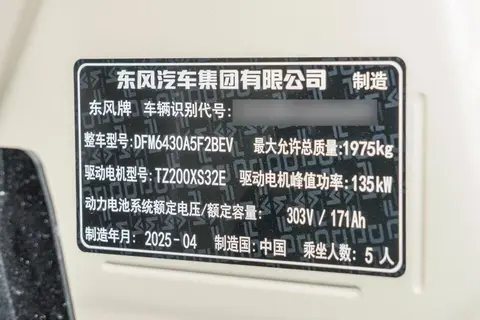 东风汽车集团有限公司 制造
东风牌 车辆识别代号:
整车型号:DFM6430A5F2BEV 最大允许总质量:1975kg
驱动电机型号:TZ200XS32E 驱动电机峰值功率:135kW
动力电池系统额定电压/额定容量: 303V/171Ah
制造年月: 2025-04 制造国:中国 乘坐人数: 5 人